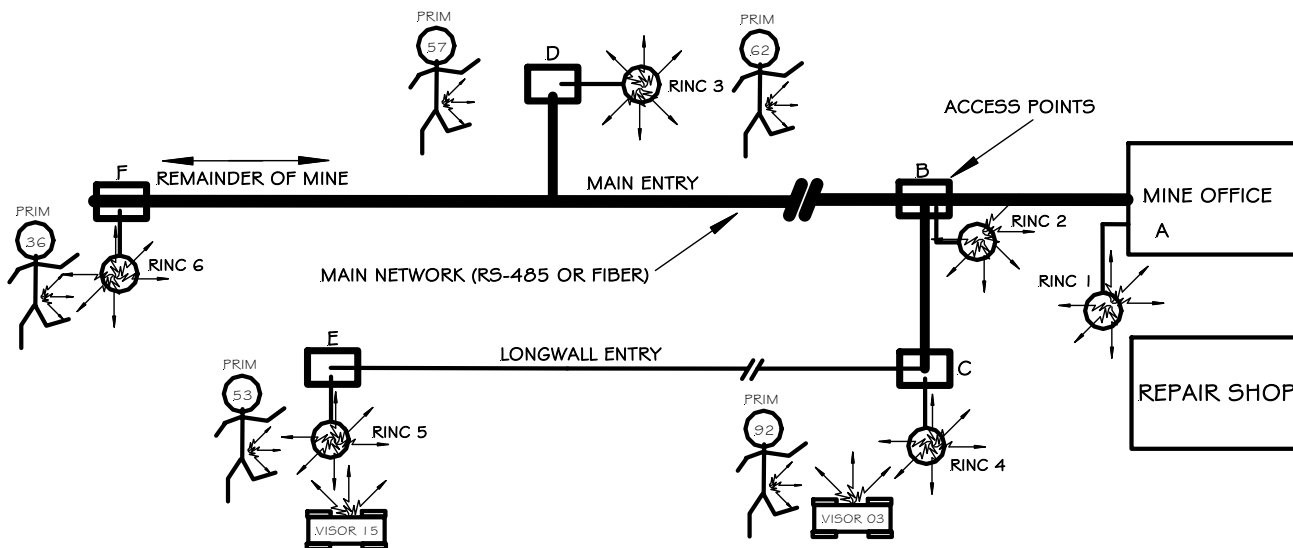 PRIM
57
D
RINC 3
PRIM
62
ACCESS POINTS
F
REMAINDER OF MINE
MAIN ENTRY
B
MINE OFFICE
A
PRIM
36
RINC 6
MAIN NETWORK (RS-485 OR FIBER)
RINC 2
RINC 1
E
LONGWALL ENTRY
C
REPAIR SHOP
PRIM
53
RINC 5
PRIM
92
RINC 4
VISOR 15
VISOR 03